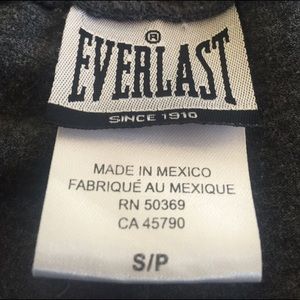 EVERLAST®
SINCE 1910
MADE IN MEXICO
FABRIQUÉ AU MEXIQUE
RN 50369
CA 45790
S/P